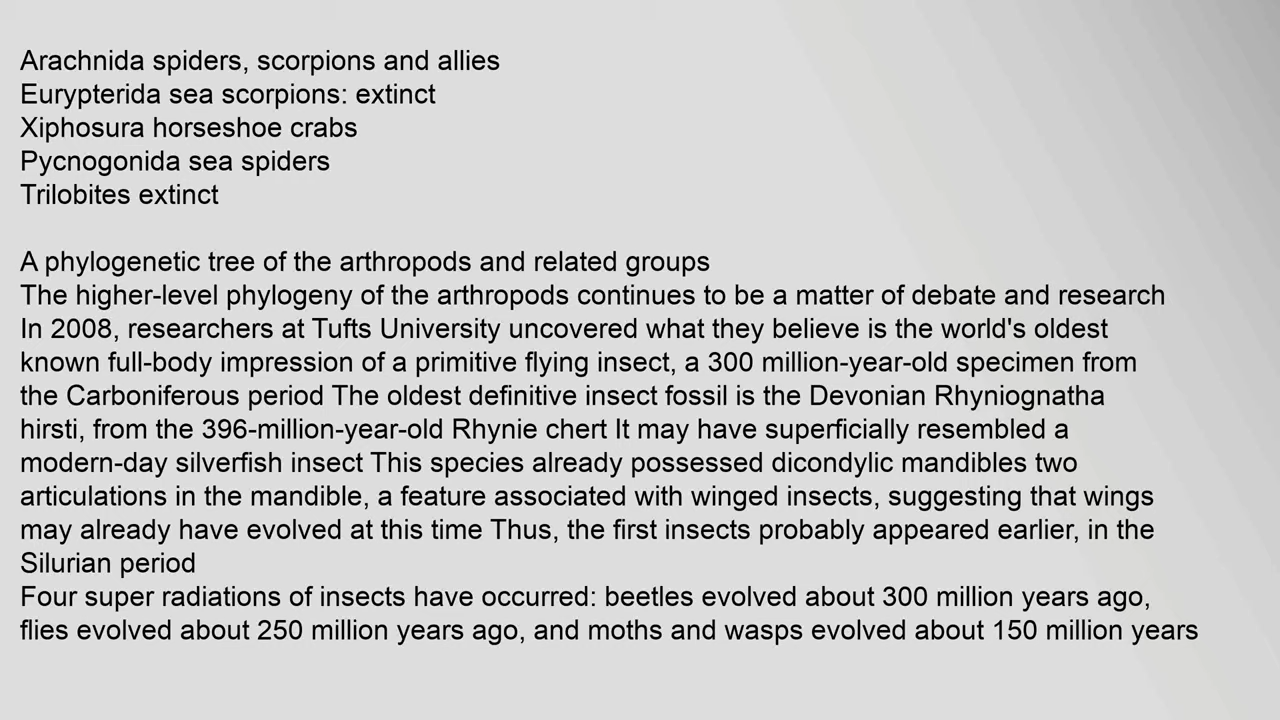 Arachnida spiders, scorpions and allies
Eurypterida sea scorpions: extinct
Xiphosura horseshoe crabs
Pycnogonida sea spiders
Trilobites extinct
A phylogenetic tree of the arthropods and related groups
The higher-level phylogeny of the arthropods continues to be a matter of debate and research
In 2008, researchers at Tufts University uncovered what they believe is the world's oldest
known full-body impression of a primitive flying insect, a 300 million-year-old specimen from
the Carboniferous period The oldest definitive insect fossil is the Devonian Rhyniognatha
hirsti, from the 396-million-year-old Rhynie chert It may have superficially resembled a
modern-day silverfish insect This species already possessed dicondylic mandibles two
articulations in the mandible, a feature associated with winged insects, suggesting that wings
may already have evolved at this time Thus, the first insects probably appeared earlier, in the
Silurian period
Four super radiations of insects have occurred: beetles evolved about 300 million years ago,
flies evolved about 250 million years ago, and moths and wasps evolved about 150 million years